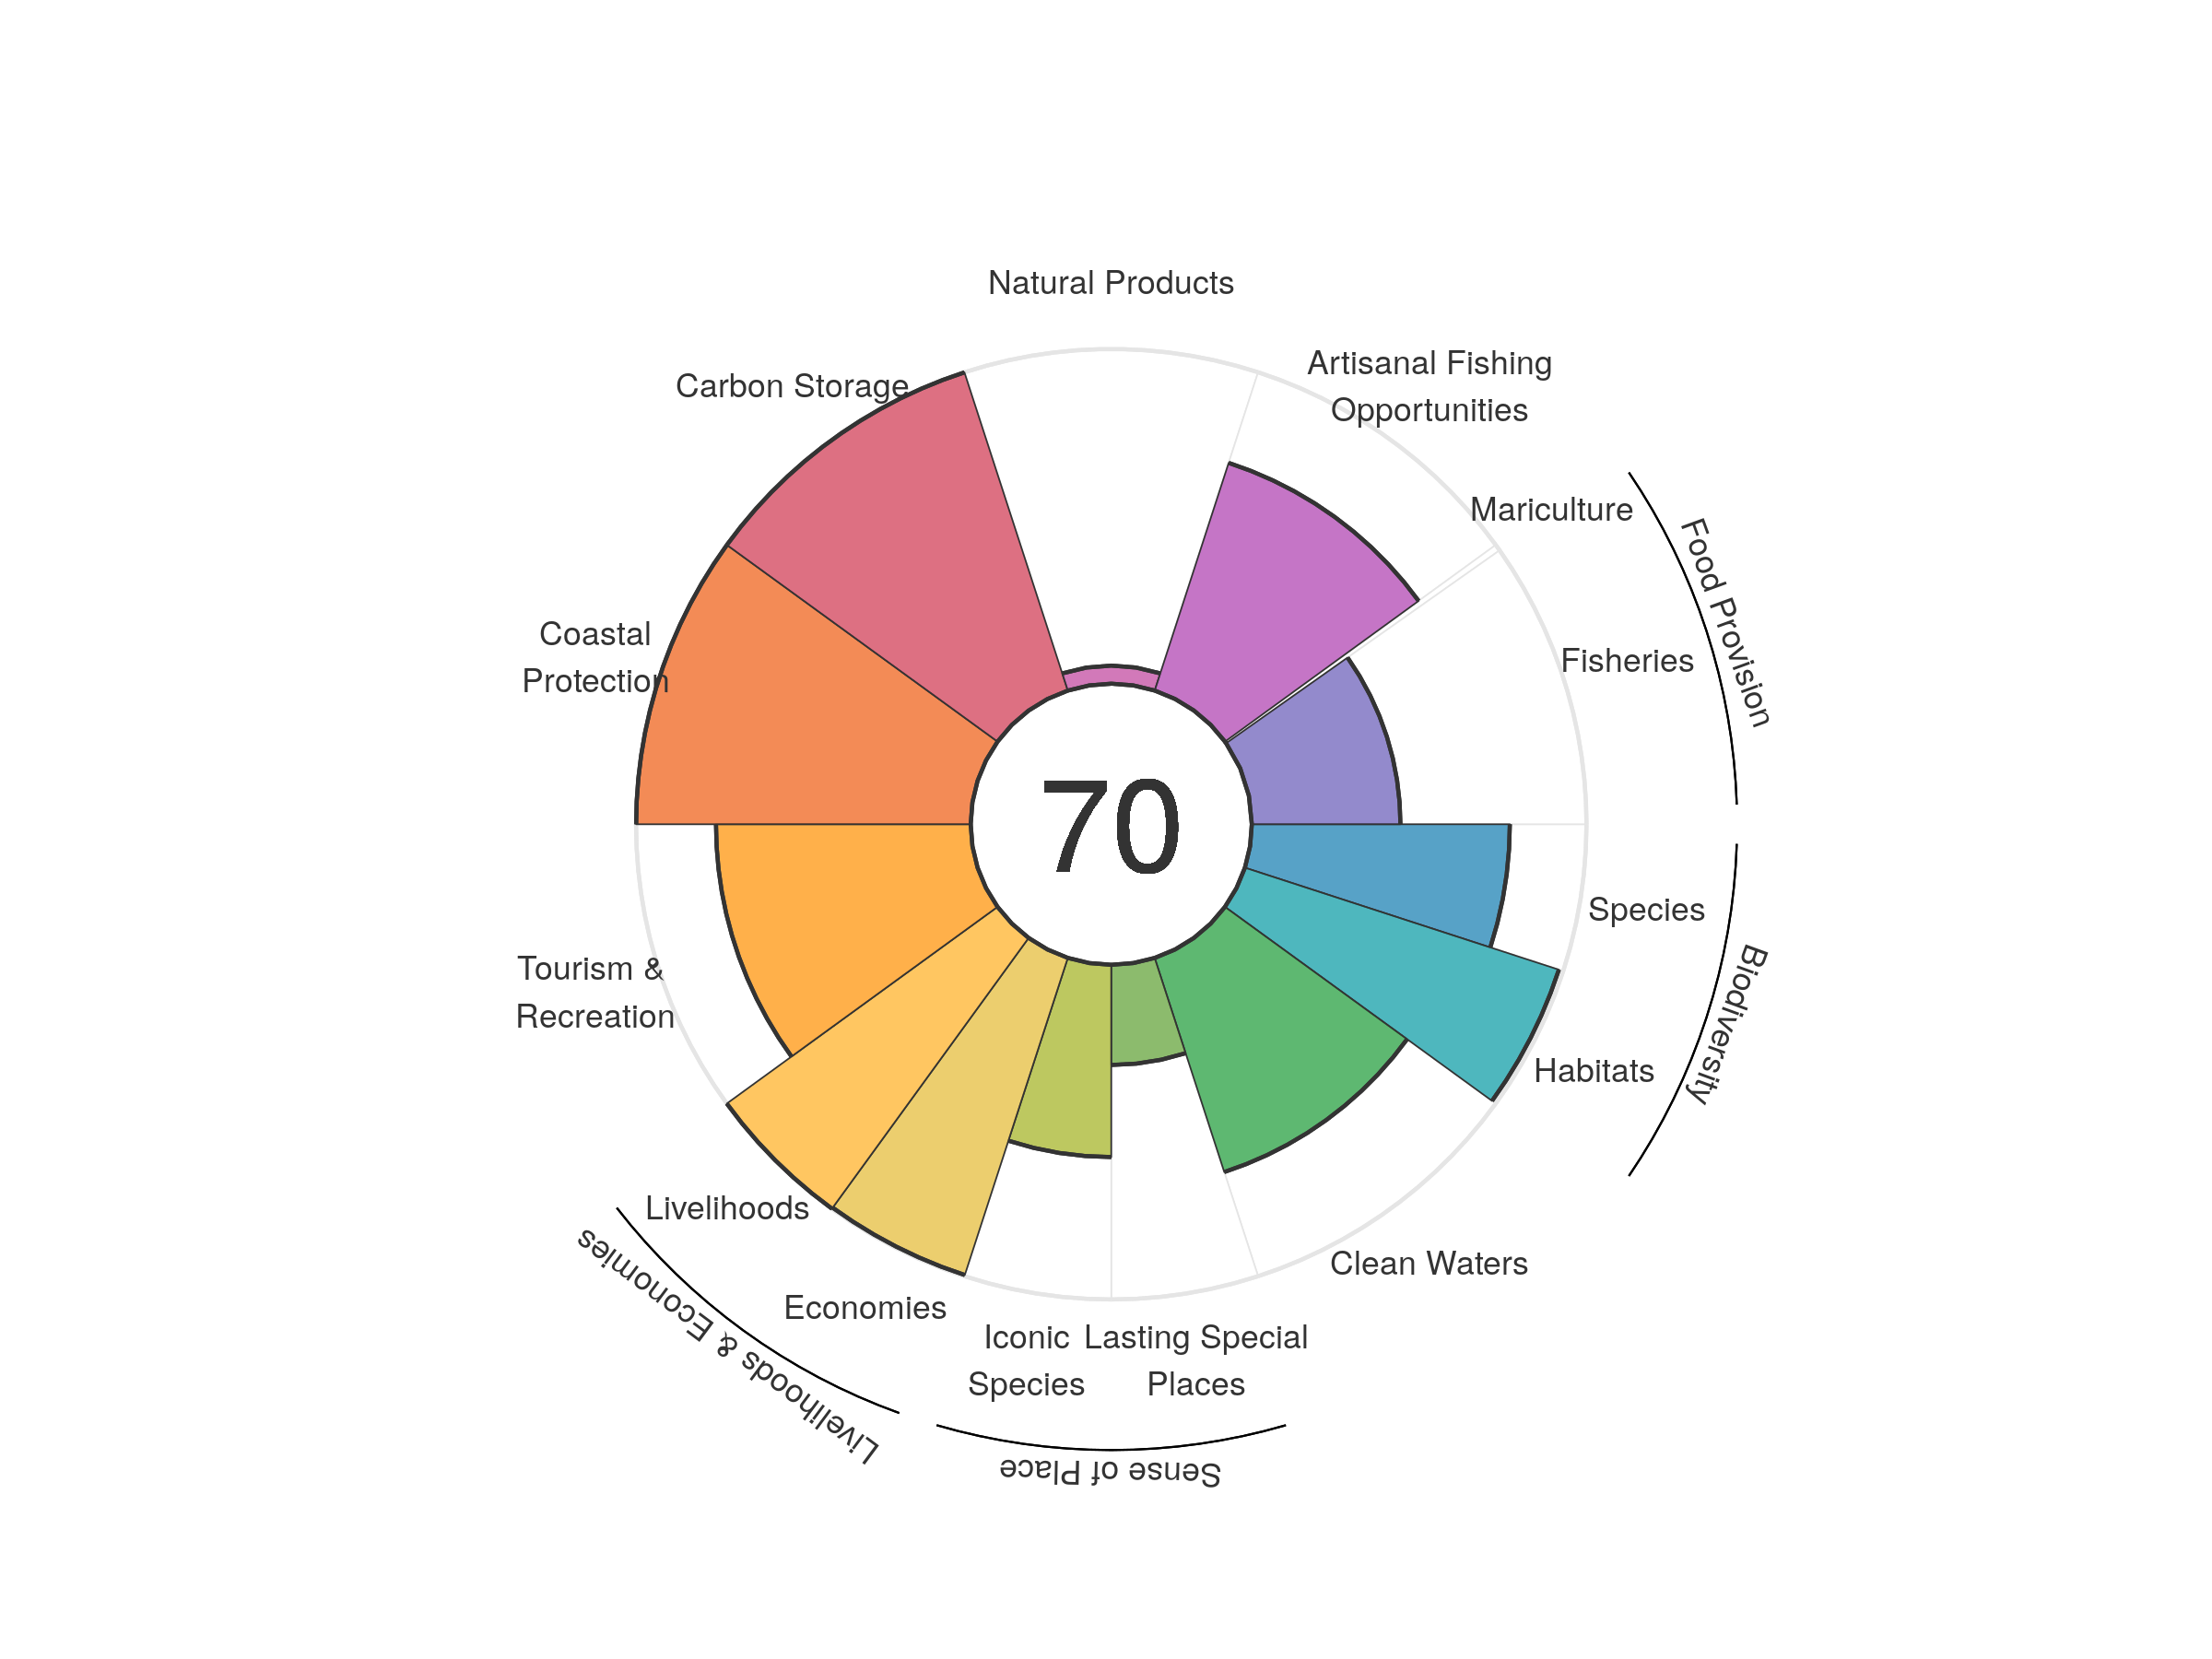 Natural Products
Artisanal Fishing
Opportunities
Carbon Storage
Mariculture
Food Provision
Coastal
Protection
Fisheries
70
Species
Biodiversity
Tourism &
Recreation
Habitats
Livelihoods
Clean Waters
Economies
Livelihoods & Economies
Iconic
Species
Lasting Special
Places
Sense of Place